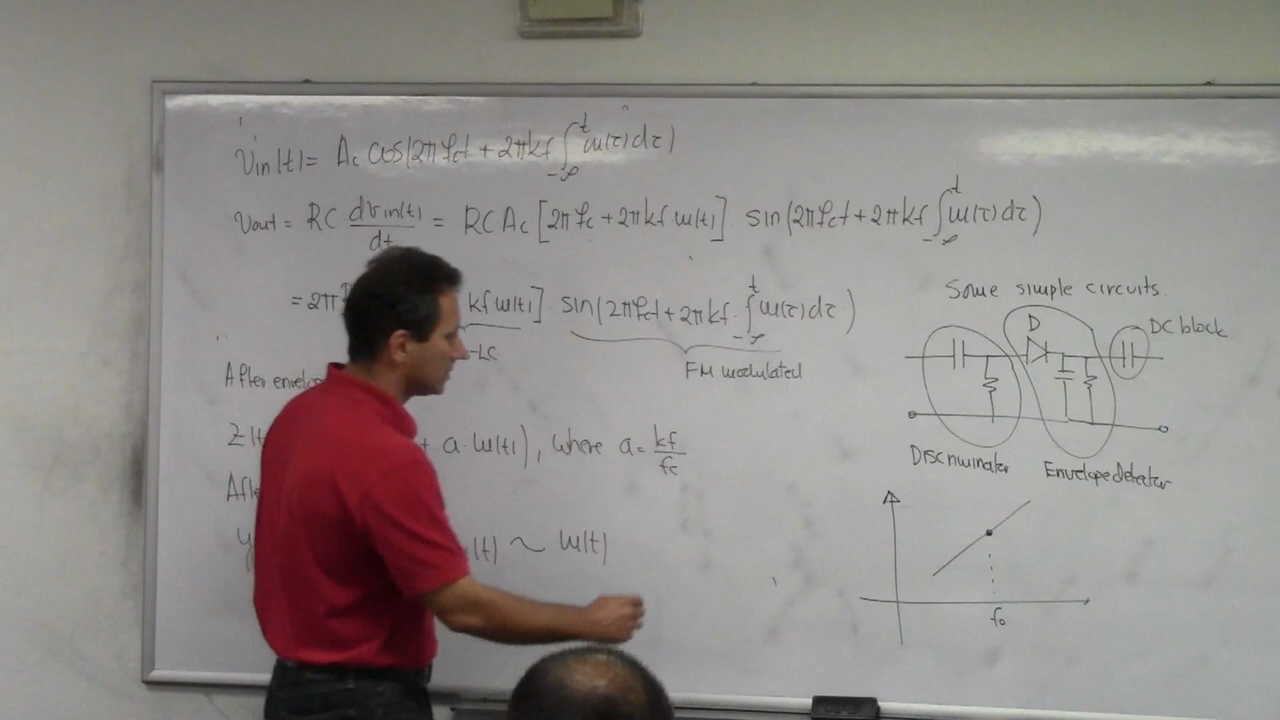 Vin(t) = Ac cos(2πfct + 2πkf ∫_{-∞}^{t} m(τ)dτ)
Vout = RC dvin(t)/dt = RC Ac [2πfc + 2πkf m(t)] sin(2πfct + 2πkf ∫_{-∞}^{t} m(τ)dτ)
= 2π kf m(t)] · sin(2πfct + 2πkf · ∫_{-∞}^{t} m(τ)dτ)
-LC
FM modulated
After
+ a·m(t)), where a = kf/fc
(t) ~ m(t)
Some simple circuits
D
DC block
Discriminator
Envelope detector
fo